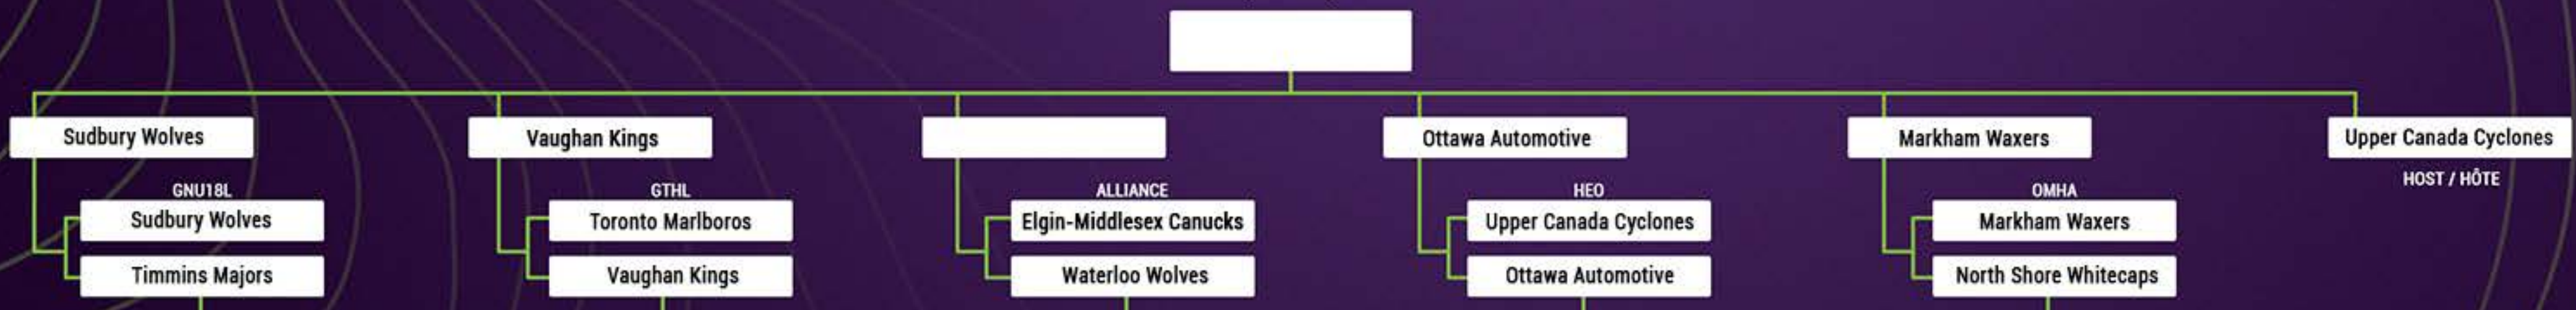 Sudbury Wolves
Vaughan Kings
Ottawa Automotive
Markham Waxers
Upper Canada Cyclones
HOST / HÔTE
GNU18L
Sudbury Wolves
Timmins Majors
GTHL
Toronto Marlboros
Vaughan Kings
ALLIANCE
Elgin-Middlesex Canucks
Waterloo Wolves
HEO
Upper Canada Cyclones
Ottawa Automotive
OMHA
Markham Waxers
North Shore Whitecaps